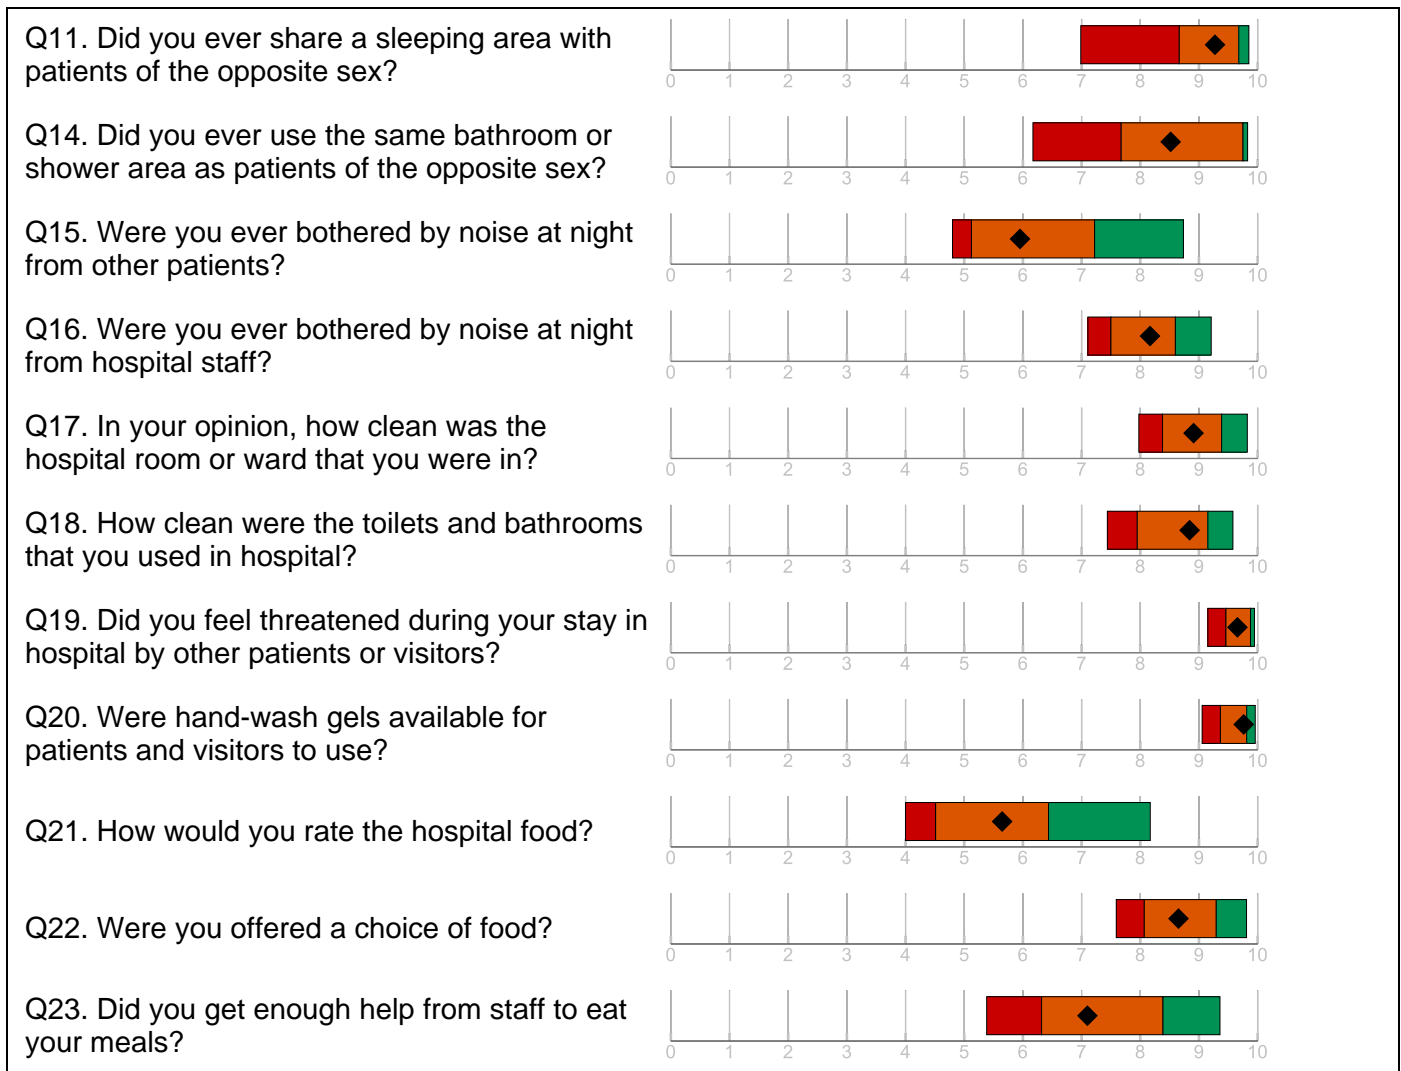 Q11. Did you ever share a sleeping area with
patients of the opposite sex?
0 1 2 3 4 5 6 7 8 9 10
Q14. Did you ever use the same bathroom or
shower area as patients of the opposite sex?
0 1 2 3 4 5 6 7 8 9 10
Q15. Were you ever bothered by noise at night
from other patients?
0 1 2 3 4 5 6 7 8 9 10
Q16. Were you ever bothered by noise at night
from hospital staff?
0 1 2 3 4 5 6 7 8 9 10
Q17. In your opinion, how clean was the
hospital room or ward that you were in?
0 1 2 3 4 5 6 7 8 9 10
Q18. How clean were the toilets and bathrooms
that you used in hospital?
0 1 2 3 4 5 6 7 8 9 10
Q19. Did you feel threatened during your stay in
hospital by other patients or visitors?
0 1 2 3 4 5 6 7 8 9 10
Q20. Were hand-wash gels available for
patients and visitors to use?
0 1 2 3 4 5 6 7 8 9 10
Q21. How would you rate the hospital food?
0 1 2 3 4 5 6 7 8 9 10
Q22. Were you offered a choice of food?
0 1 2 3 4 5 6 7 8 9 10
Q23. Did you get enough help from staff to eat
your meals?
0 1 2 3 4 5 6 7 8 9 10